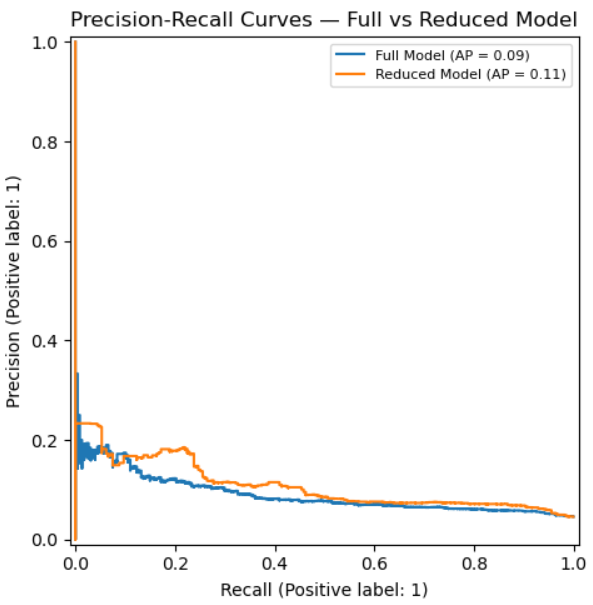 Precision-Recall Curves — Full vs Reduced Model
Full Model (AP = 0.09)
Reduced Model (AP = 0.11)
Precision (Positive label: 1)
1.0
0.8
0.6
0.4
0.2
0.0
0.0 0.2 0.4 0.6 0.8 1.0
Recall (Positive label: 1)